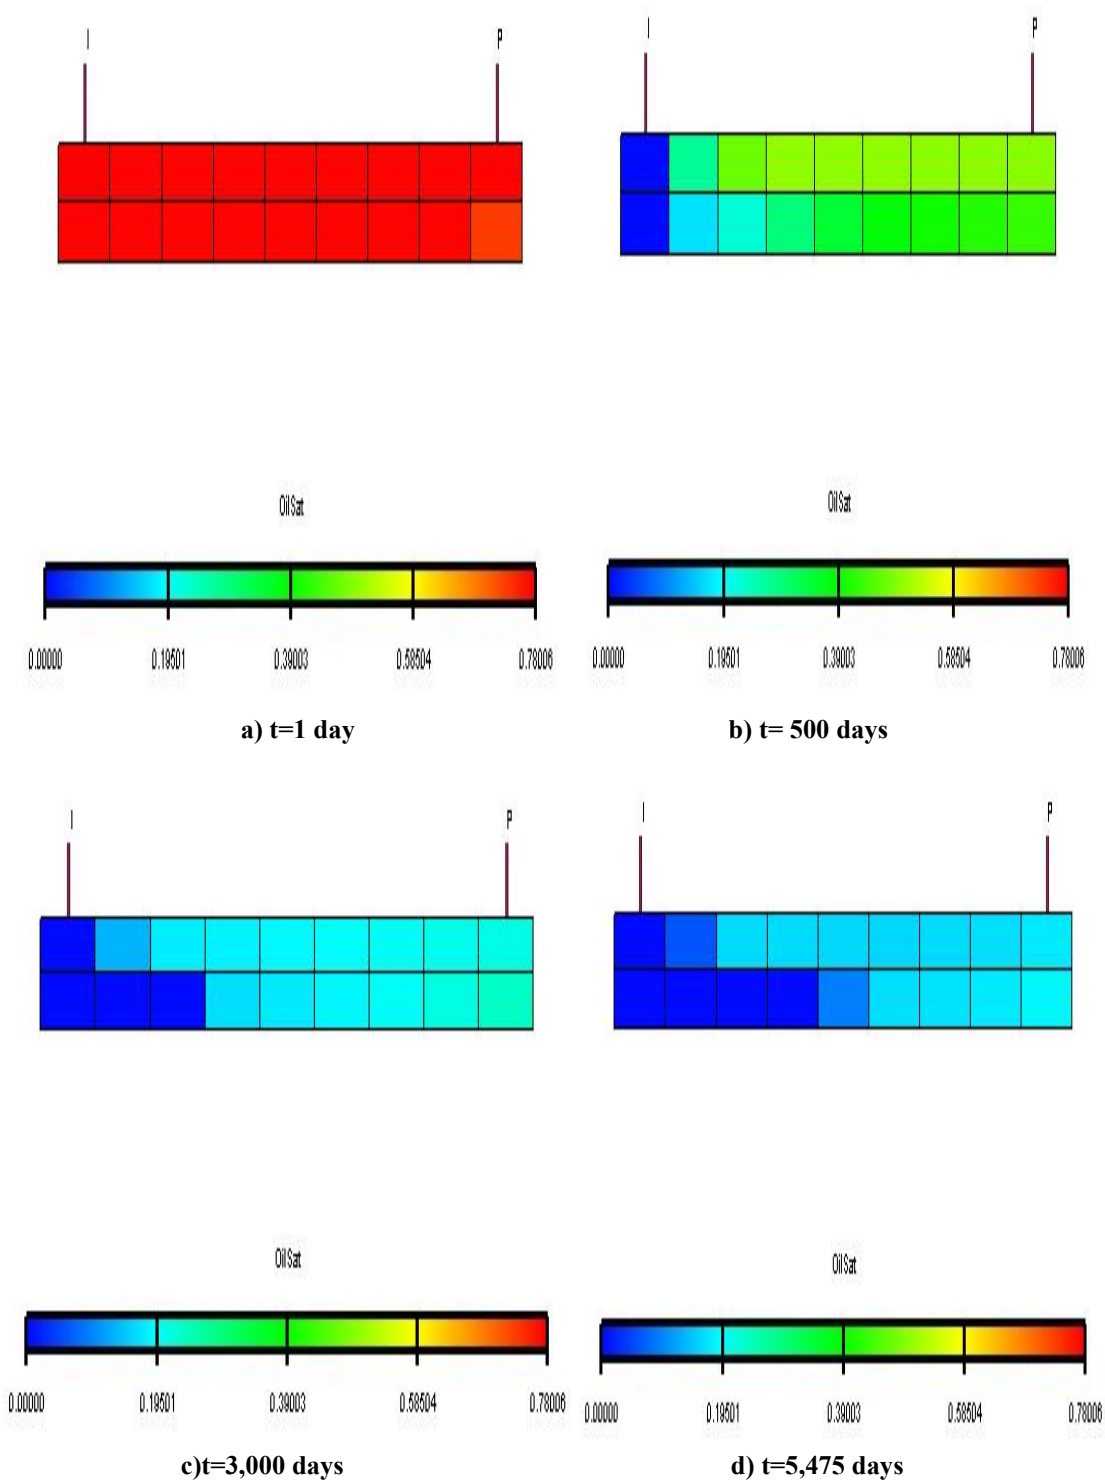 I P
I P
OilSat
0.00000 0.19501 0.39003 0.58504 0.78006
a) t=1 day
OilSat
0.00000 0.19501 0.39003 0.58504 0.78006
b) t= 500 days
I P
I P
OilSat
0.00000 0.19501 0.39003 0.58504 0.78006
c)t=3,000 days
OilSat
0.00000 0.19501 0.39003 0.58504 0.78006
d) t=5,475 days